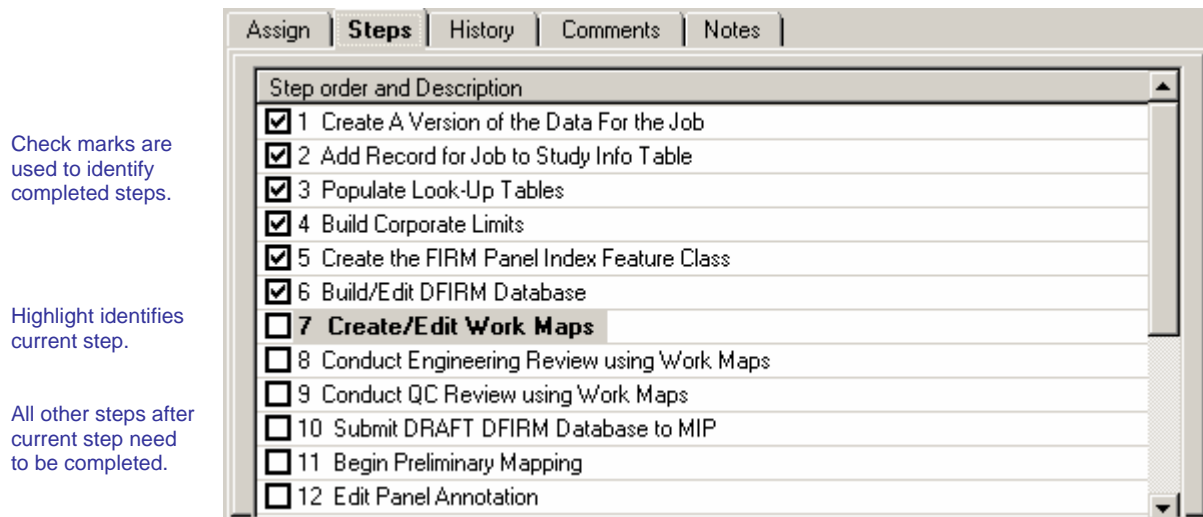 Assign Steps History Comments Notes
Step order and Description
1 Create A Version of the Data For the Job
Check marks are
used to identify
completed steps.
2 Add Record for Job to Study Info Table
3 Populate Look-Up Tables
4 Build Corporate Limits
5 Create the FIRM Panel Index Feature Class
6 Build/Edit DFIRM Database
Highlight identifies
current step.
7 Create/Edit Work Maps
8 Conduct Engineering Review using Work Maps
9 Conduct QC Review using Work Maps
All other steps after
current step need
to be completed.
10 Submit DRAFT DFIRM Database to MIP
11 Begin Preliminary Mapping
12 Edit Panel Annotation